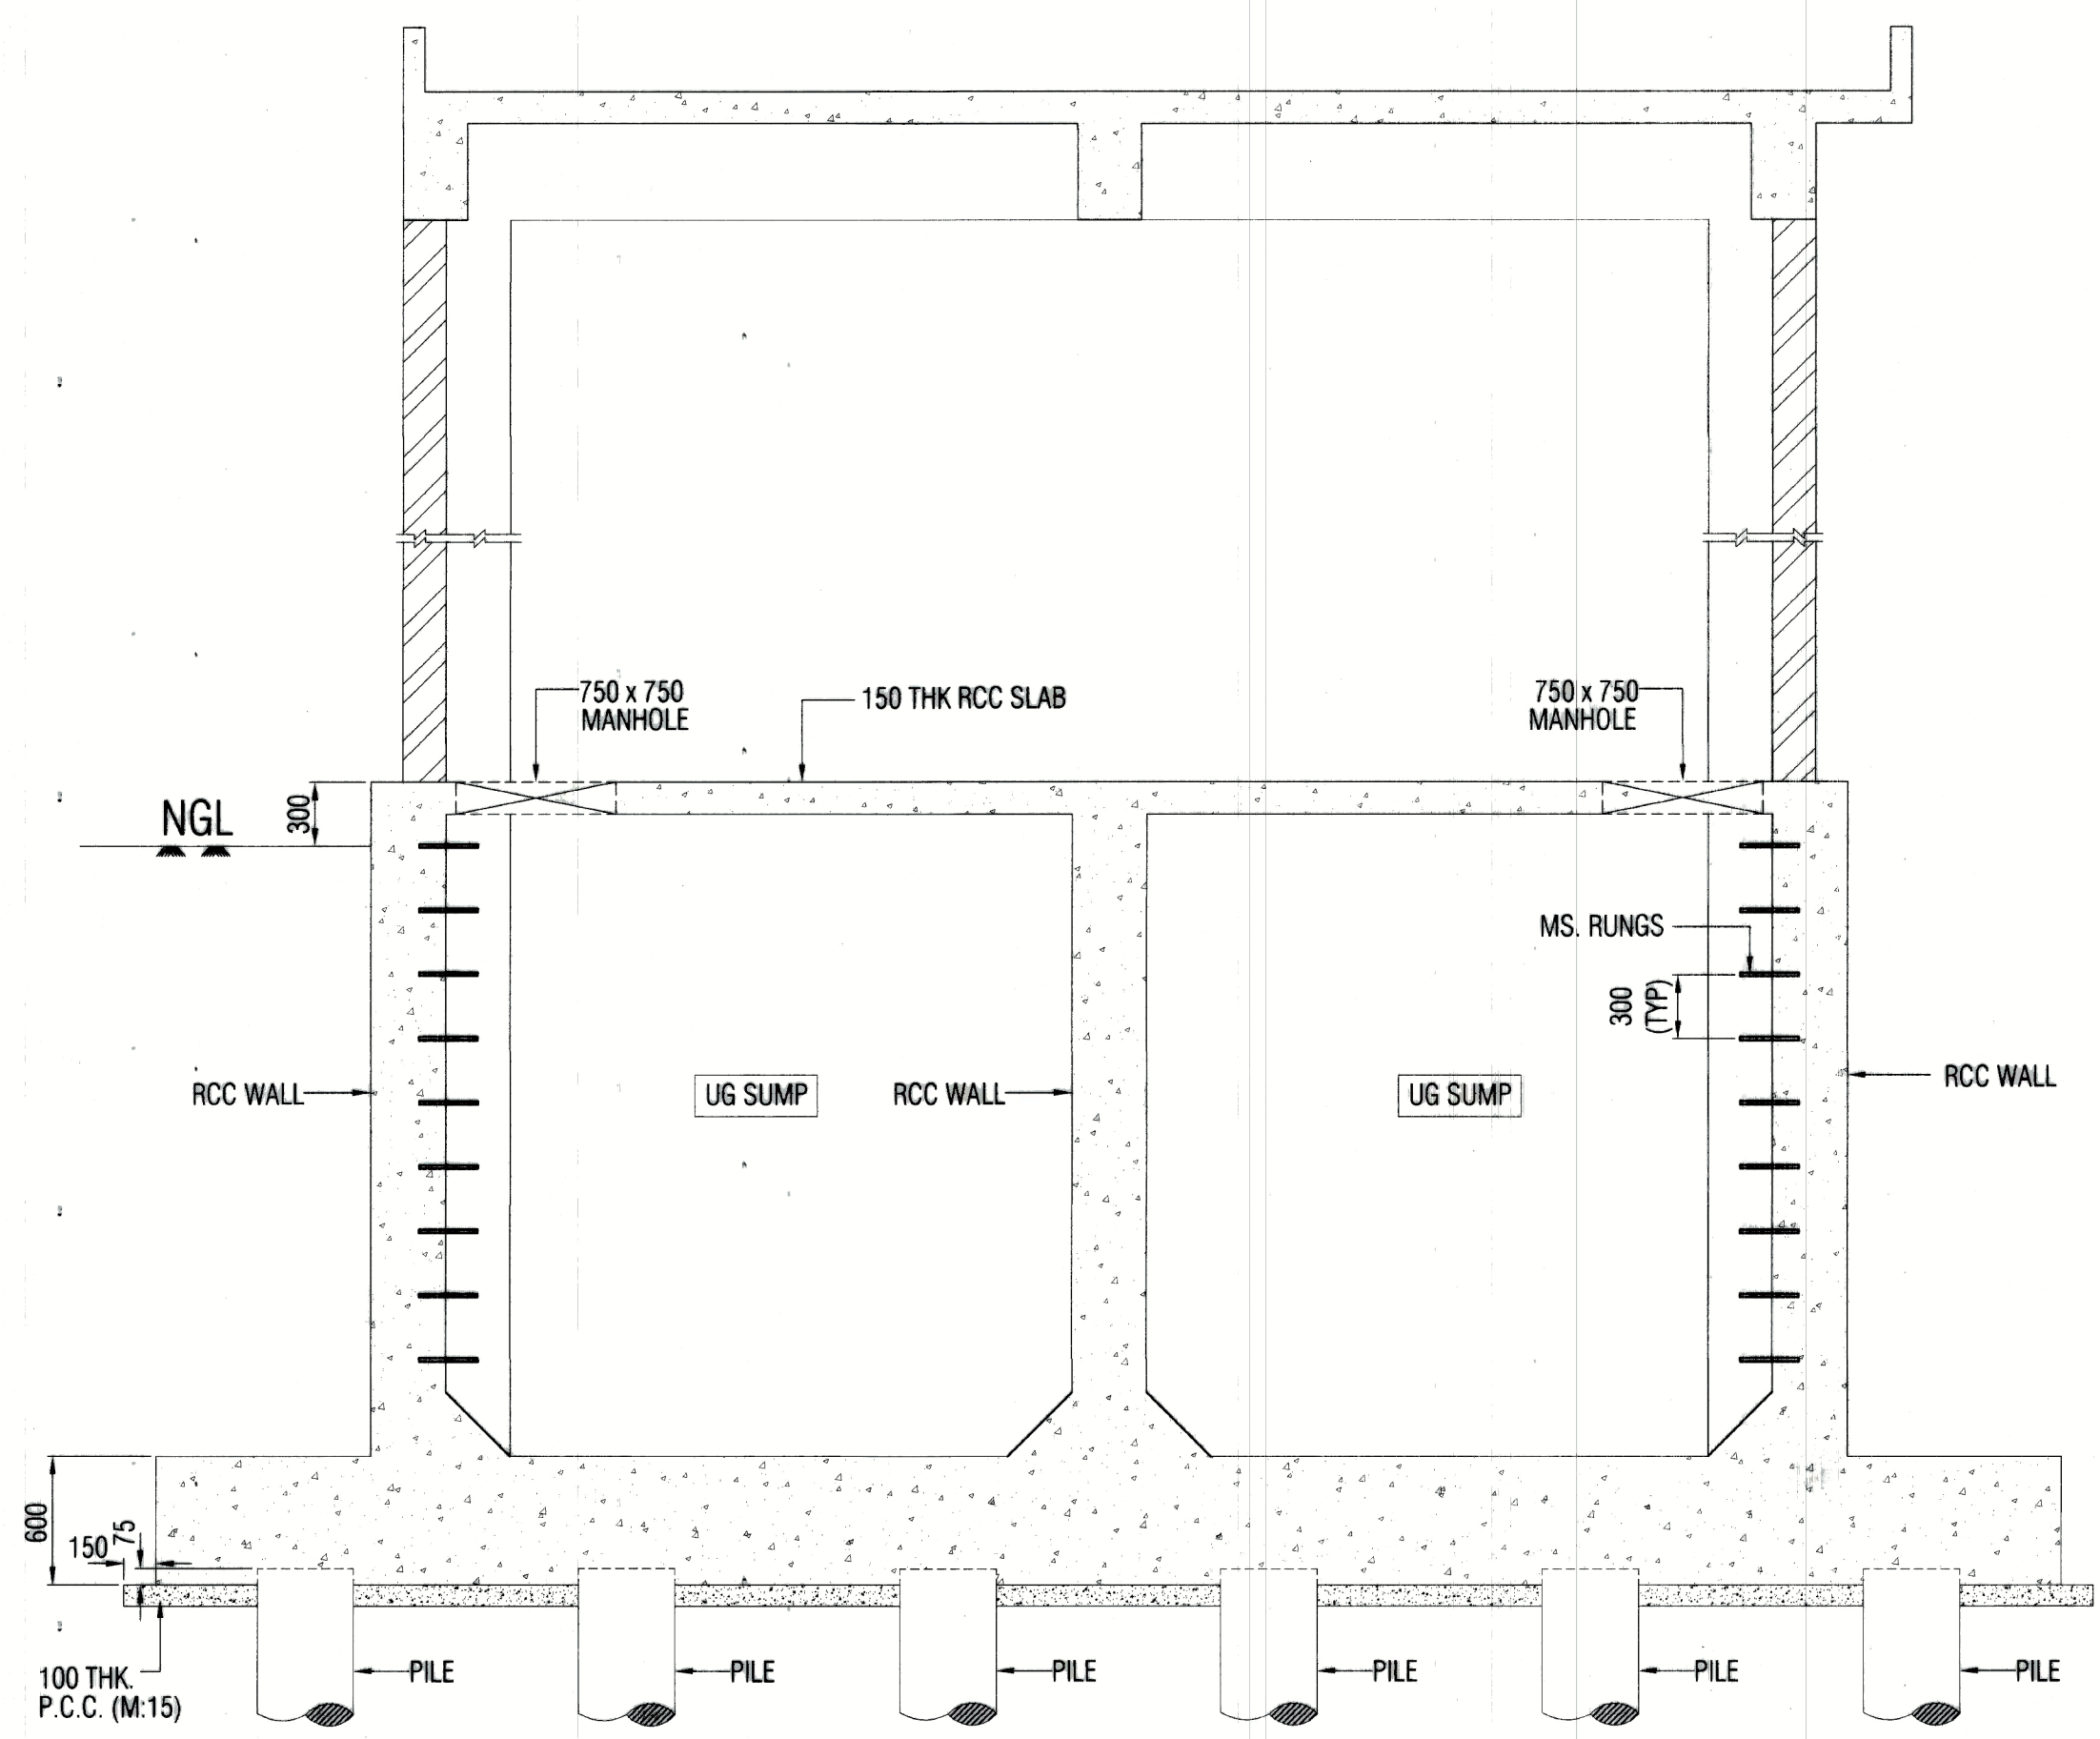 750 x 750
MANHOLE
150 THK RCC SLAB
750 x 750
MANHOLE
300
NGL
MS. RUNGS
300
(TYP)
RCC WALL
UG SUMP
RCC WALL
UG SUMP
RCC WALL
600
150
75
100 THK.
P.C.C. (M:15)
PILE
PILE
PILE
PILE
PILE
PILE